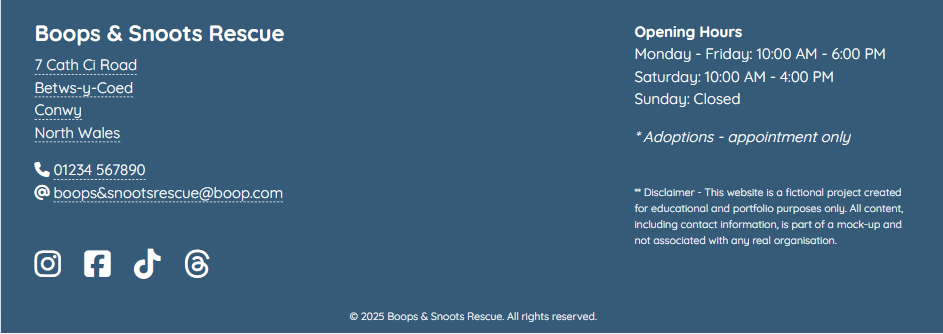 Boops & Snoots Rescue
7 Cath Ci Road
Betws-y-Coed
Conwy
North Wales
01234 567890
boops&snootsrescue@boop.com
Opening Hours
Monday - Friday: 10:00 AM - 6:00 PM
Saturday: 10:00 AM - 4:00 PM
Sunday: Closed
* Adoptions - appointment only
** Disclaimer - This website is a fictional project created
for educational and portfolio purposes only. All content,
including contact information, is part of a mock-up and
not associated with any real organisation.
© 2025 Boops & Snoots Rescue. All rights reserved.